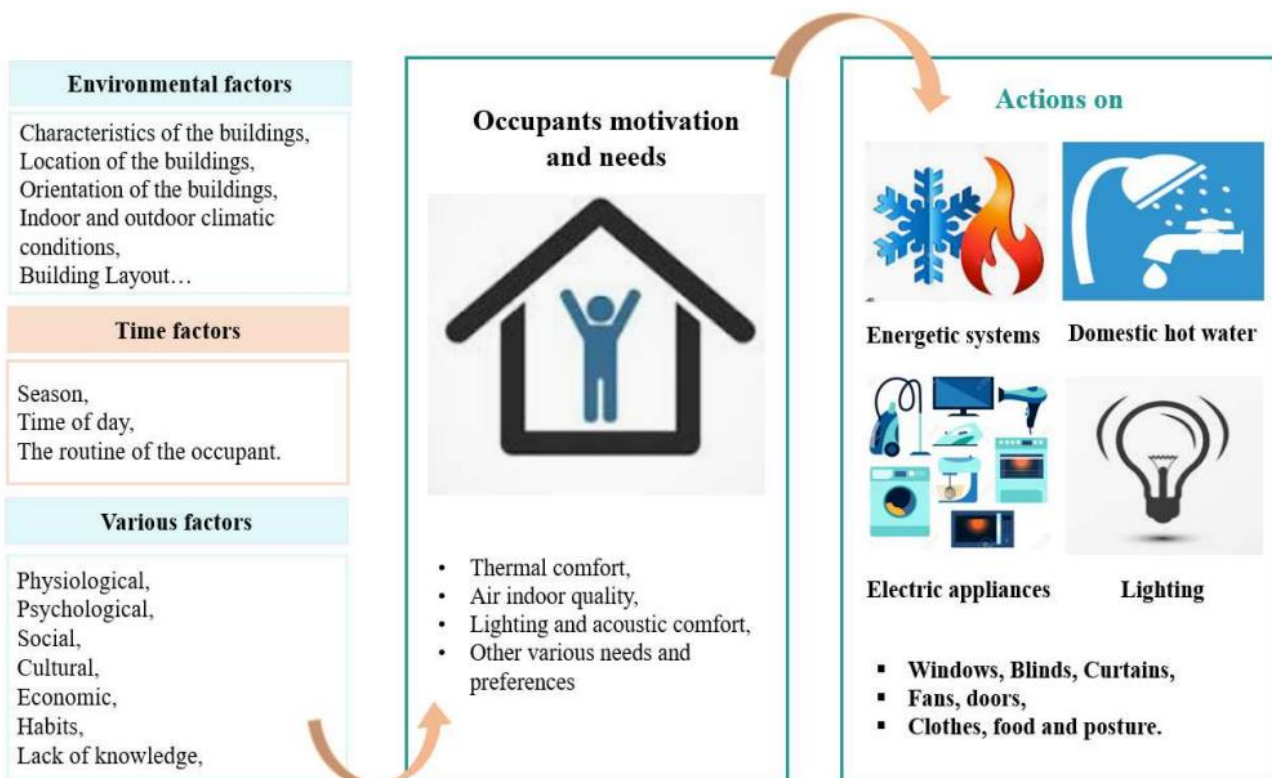 Environmental factors
Characteristics of the buildings,
Location of the buildings,
Orientation of the buildings,
Indoor and outdoor climatic
conditions,
Building Layout…
Time factors
Season,
Time of day,
The routine of the occupant.
Various factors
Physiological,
Psychological,
Social,
Cultural,
Economic,
Habits,
Lack of knowledge,
Occupants motivation
and needs
• Thermal comfort,
• Air indoor quality,
• Lighting and acoustic comfort,
• Other various needs and
preferences
Actions on
Energetic systems
Domestic hot water
Electric appliances
Lighting
▪ Windows, Blinds, Curtains,
▪ Fans, doors,
▪ Clothes, food and posture.